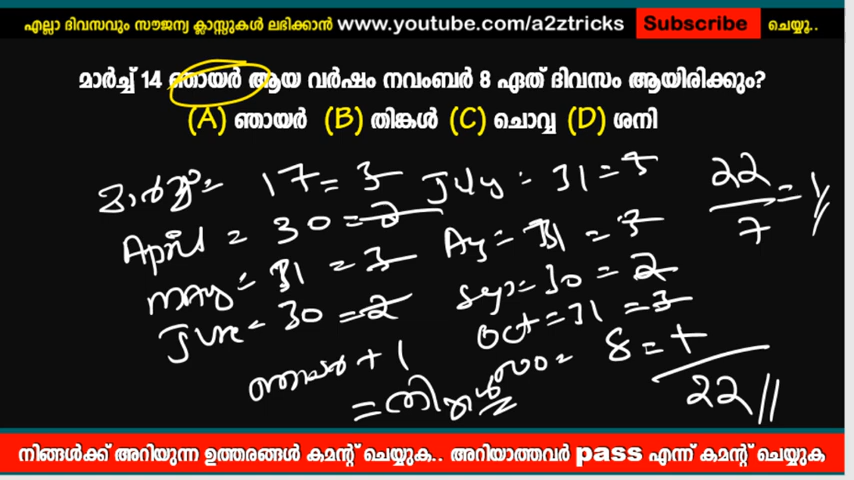 എല്ലാ ദിവസവും സൗജന്യ ക്ലാസ്സുകൾ ലഭിക്കാൻ www.youtube.com/a2ztricks Subscribe ചെയ്യൂ..
മാർച്ച് 14 ഞായർ ആയ വർഷം നവംബർ 8 ഏത് ദിവസം ആയിരിക്കും?
(A) ഞായർ (B) തിങ്കൾ (C) ചൊവ്വ (D) ശനി
മാർച്ച് = 17 = 3 July = 31 = 3
April = 30 = 2 Aug = 31 = 3
May = 31 = 3 Sep = 30 = 2
June = 30 = 2 Oct = 31 = 3
8 = 1
22
22/7 = 1
ഞായർ + 1
= തിങ്കൾ
നിങ്ങൾക്ക് അറിയുന്ന ഉത്തരങ്ങൾ കമന്റ് ചെയ്യുക.. അറിയാത്തവർ pass എന്ന് കമന്റ് ചെയ്യുക